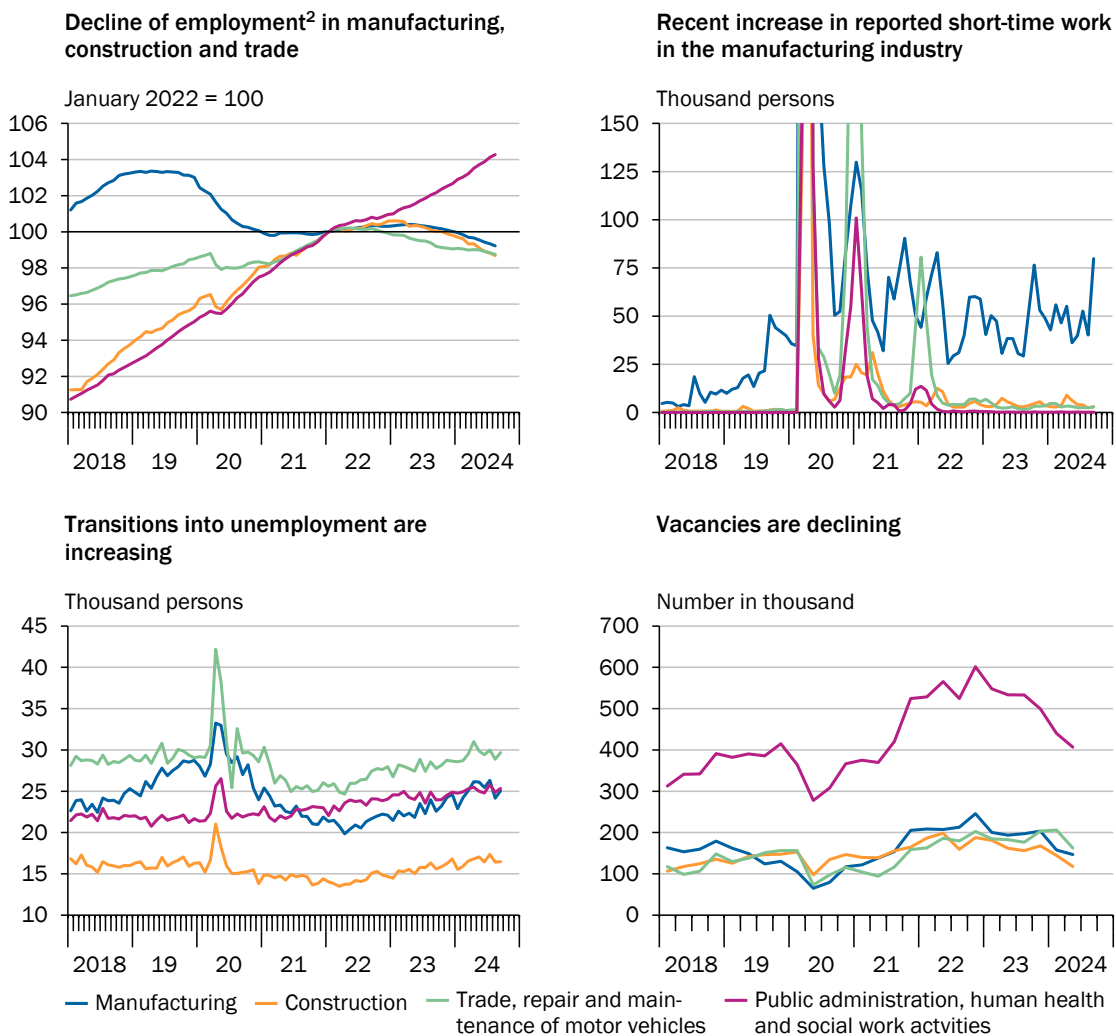 Decline of employment² in manufacturing,
construction and trade
January 2022 = 100
106
104
102
100
98
96
94
92
90
2018 19 20 21 22 23 2024
Recent increase in reported short-time work
in the manufacturing industry
Thousand persons
150
125
100
75
50
25
0
2018 19 20 21 22 23 2024
Transitions into unemployment are
increasing
Thousand persons
45
40
35
30
25
20
15
10
2018 19 20 21 22 23 24
Vacancies are declining
Number in thousand
700
600
500
400
300
200
100
0
2018 19 20 21 22 23 2024
Manufacturing
Construction
Trade, repair and main-
tenance of motor vehicles
Public administration, human health
and social work actvities